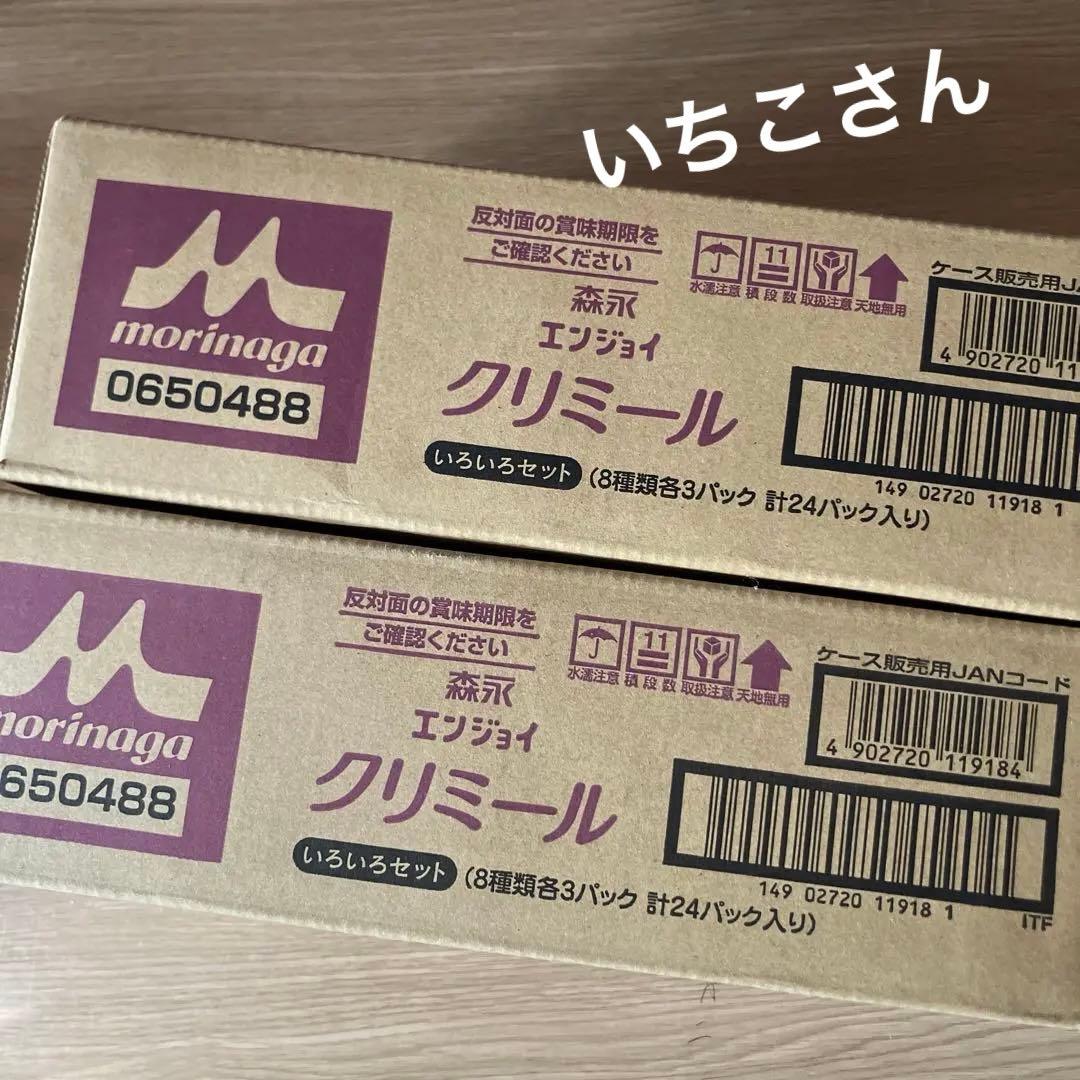 いちこさん
morinaga
0650488
反対面の賞味期限を
ご確認ください
森永
エンジョイ
クリミール
いろいろセット (8種類各3パック 計24パック入り)
11
水濡注意 積段数 取扱注意 天地無用
ケース販売用JA
4 902720 11
149 02720 11918 1
morinaga
650488
反対面の賞味期限を
ご確認ください
森永
エンジョイ
クリミール
いろいろセット (8種類各3パック 計24パック入り)
11
水濡注意 積段数 取扱注意 天地無用
ケース販売用JANコード
4 902720 119184
149 02720 11918 1
ITF